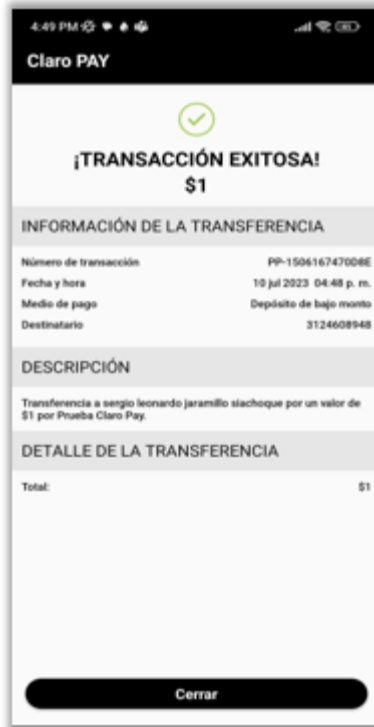 4:49 PM
Claro PAY
¡TRANSACCIÓN EXITOSA!
$1
INFORMACIÓN DE LA TRANSFERENCIA
Número de transacción PP-1506167470D8E
Fecha y hora 10 jul 2023 04:48 p. m.
Medio de pago Depósito de bajo monto
Destinatario 3124608948
DESCRIPCIÓN
Transferencia a sergio leonardo jaramillo siachoque por un valor de
$1 por Prueba Claro Pay.
DETALLE DE LA TRANSFERENCIA
Total: $1
Cerrar